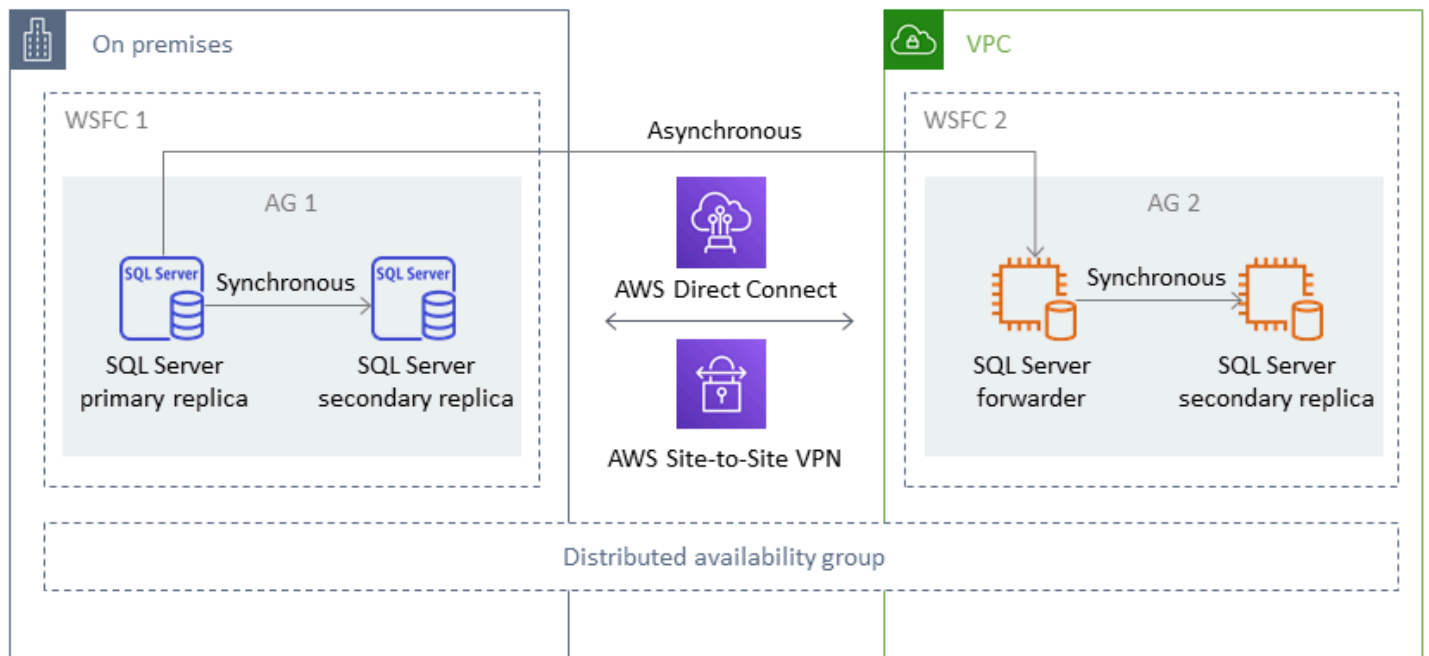 On premises
VPC
WSFC 1
Asynchronous
WSFC 2
AG 1
AG 2
SQL Server
Synchronous
SQL Server
Synchronous
AWS Direct Connect
SQL Server
primary replica
SQL Server
secondary replica
SQL Server
forwarder
SQL Server
secondary replica
AWS Site-to-Site VPN
Distributed availability group